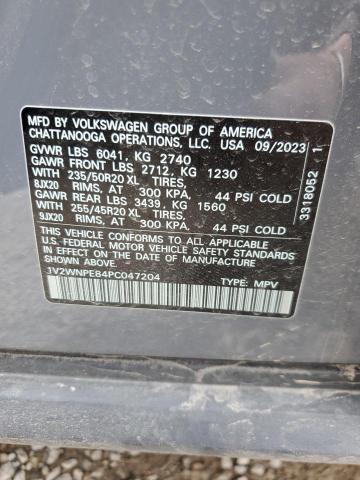 MFD BY VOLKSWAGEN GROUP OF AMERICA
CHATTANOOGA OPERATIONS, LLC. USA 09/2023
GVWR LBS 6041, KG 2740
GAWR FRONT LBS 2712, KG 1230
WITH 235/50R20 XL TIRES,
8JX20 RIMS, AT 300 KPA, 44 PSI COLD
GAWR REAR LBS 3439, KG 1560
WITH 255/45R20 XL TIRES,
9JX20 RIMS, AT 300 KPA, 44 PSI COLD
THIS VEHICLE CONFORMS TO ALL APPLICABLE
U.S. FEDERAL MOTOR VEHICLE SAFETY STANDARDS
IN EFFECT ON THE DATE OF MANUFACTURE
SHOWN ABOVE.
1V2WNPE84PC047204 TYPE: MPV
3318052 1